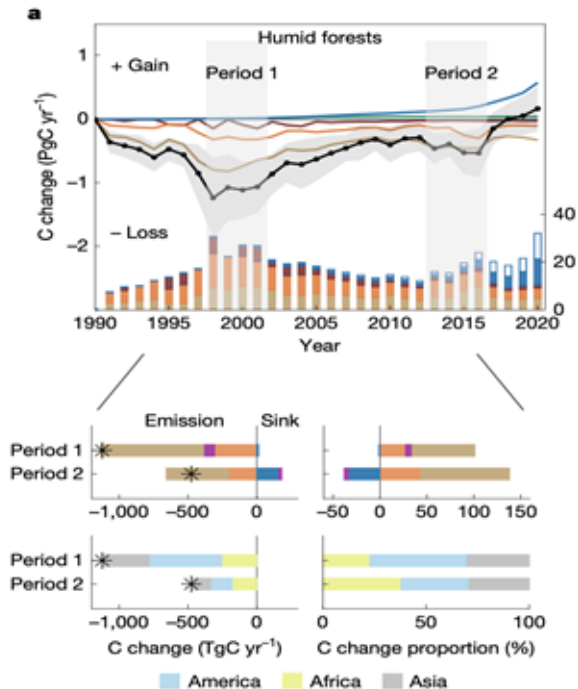 a
Humid forests
+ Gain
Period 1
Period 2
1
0
−1
−2
C change (PgC yr⁻¹)
− Loss
40
20
0
1990 1995 2000 2005 2010 2015 2020
Year
Emission Sink
Period 1
Period 2
−1,000 −500 0
−50 0 50 100 150
Period 1
Period 2
−1,000 −500 0
0 50 100
C change (TgC yr⁻¹) C change proportion (%)
America Africa Asia